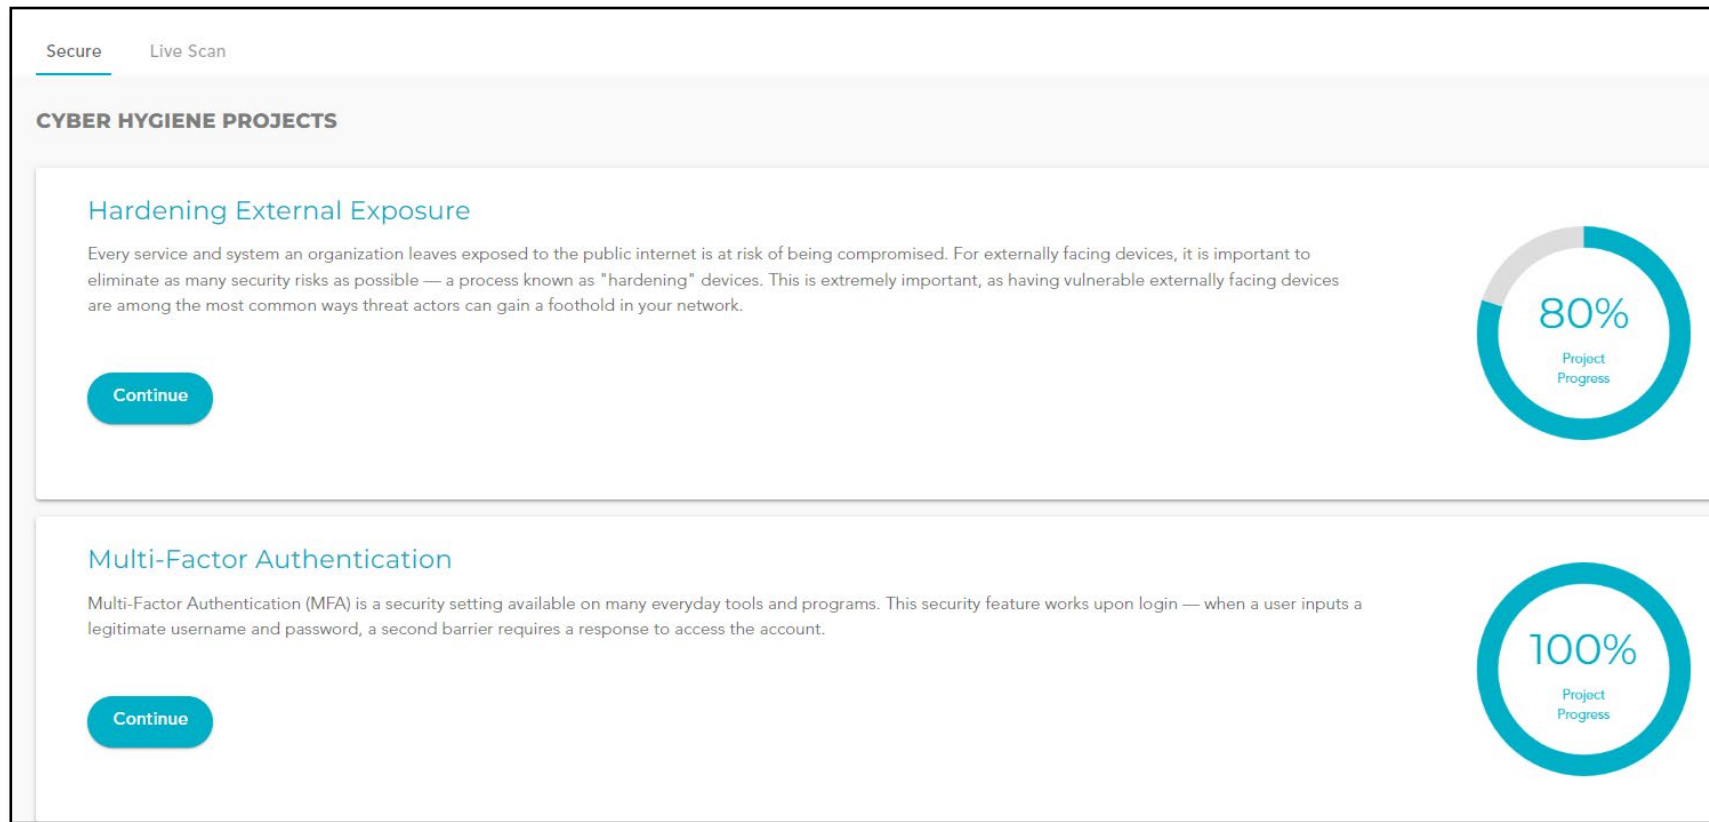 Secure
Live Scan
CYBER HYGIENE PROJECTS
Hardening External Exposure
Every service and system an organization leaves exposed to the public internet is at risk of being compromised. For externally facing devices, it is important to
eliminate as many security risks as possible — a process known as "hardening" devices. This is extremely important, as having vulnerable externally facing devices
are among the most common ways threat actors can gain a foothold in your network.
Continue
80%
Project
Progress
Multi-Factor Authentication
Multi-Factor Authentication (MFA) is a security setting available on many everyday tools and programs. This security feature works upon login — when a user inputs a
legitimate username and password, a second barrier requires a response to access the account.
Continue
100%
Project
Progress